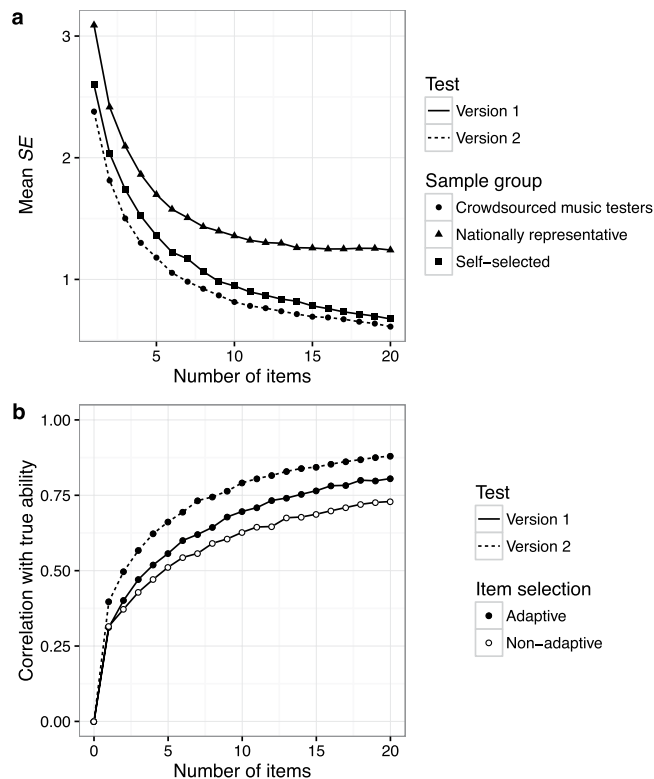 a
Mean SE
3
2
1
5
10
15
20
Number of items
Test
Version 1
Version 2
Sample group
Crowdsourced music testers
Nationally representative
Self−selected
b
Correlation with true ability
1.00
0.75
0.50
0.25
0.00
0
5
10
15
20
Number of items
Test
Version 1
Version 2
Item selection
Adaptive
Non−adaptive